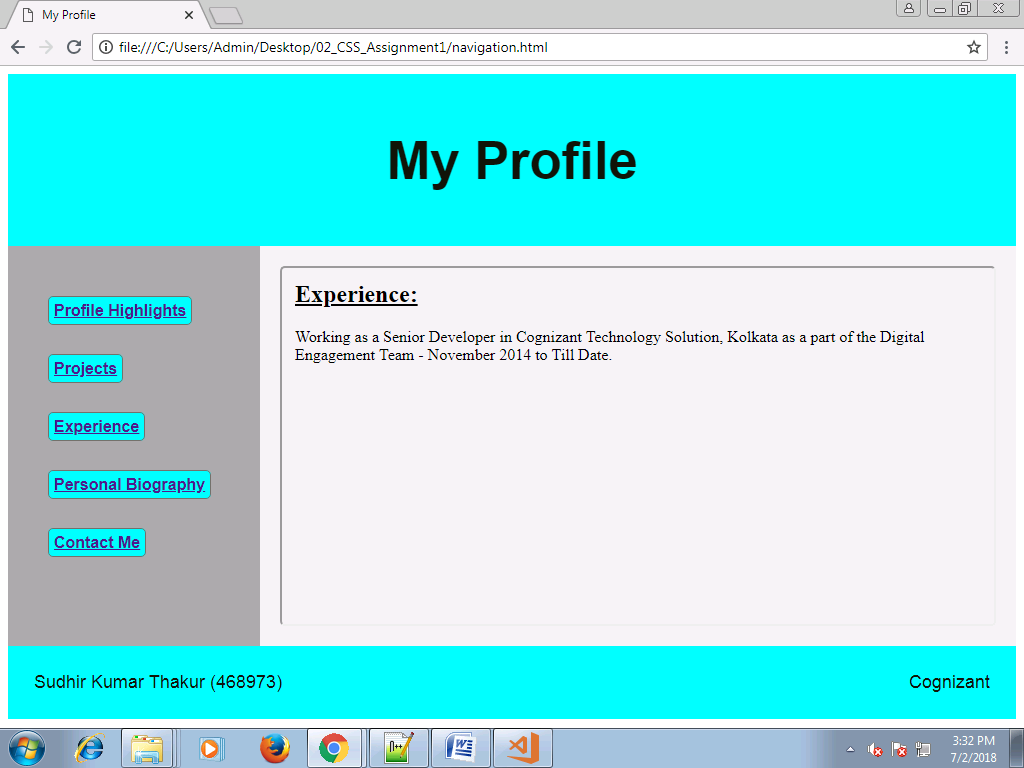 My Profile
file:///C:/Users/Admin/Desktop/02_CSS_Assignment1/navigation.html
My Profile
Profile Highlights
Projects
Experience
Personal Biography
Contact Me
Experience:
Working as a Senior Developer in Cognizant Technology Solution, Kolkata as a part of the Digital
Engagement Team - November 2014 to Till Date.
Sudhir Kumar Thakur (468973)
Cognizant
3:32 PM
7/2/2018